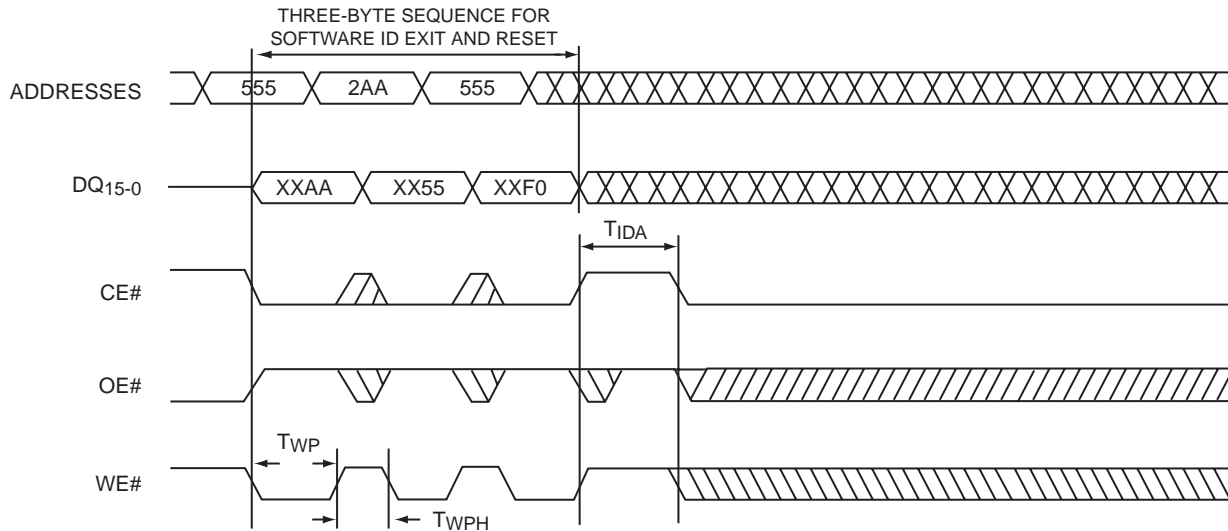 THREE-BYTE SEQUENCE FOR
SOFTWARE ID EXIT AND RESET
ADDRESSES 555 2AA 555
DQ15-0 XXAA XX55 XXF0
TIDA
CE#
OE#
TWP
WE#
TWPH